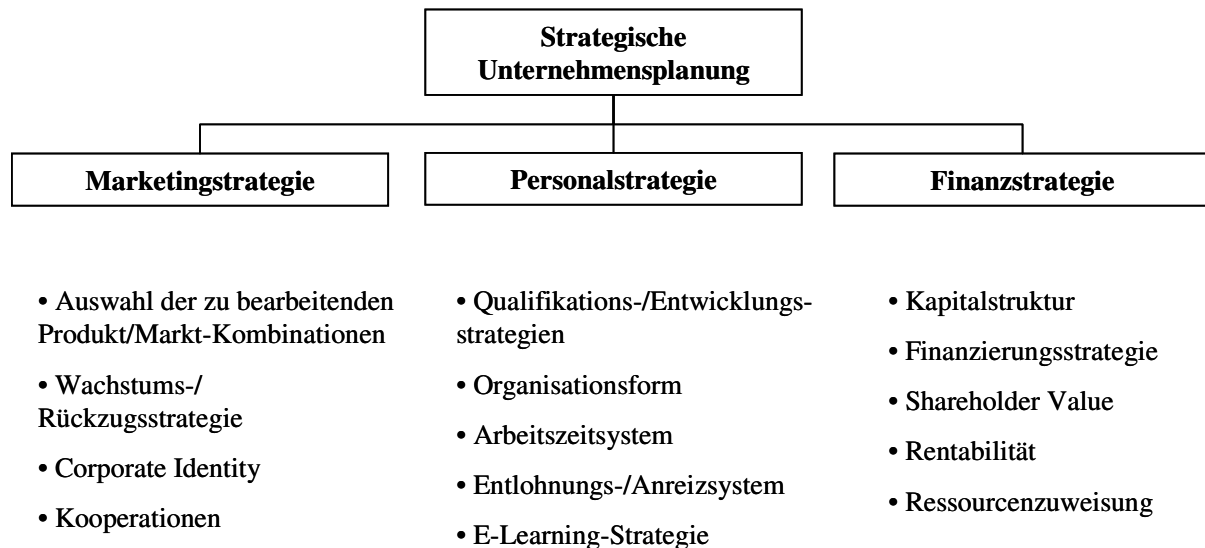 Strategische
Unternehmensplanung
Marketingstrategie
Personalstrategie
Finanzstrategie
• Auswahl der zu bearbeitenden
Produkt/Markt-Kombinationen
• Wachstums-/
Rückzugsstrategie
• Corporate Identity
• Kooperationen
• Qualifikations-/Entwicklungs-
strategien
• Organisationsform
• Arbeitszeitsystem
• Entlohnungs-/Anreizsystem
• E-Learning-Strategie
• Kapitalstruktur
• Finanzierungsstrategie
• Shareholder Value
• Rentabilität
• Ressourcenzuweisung